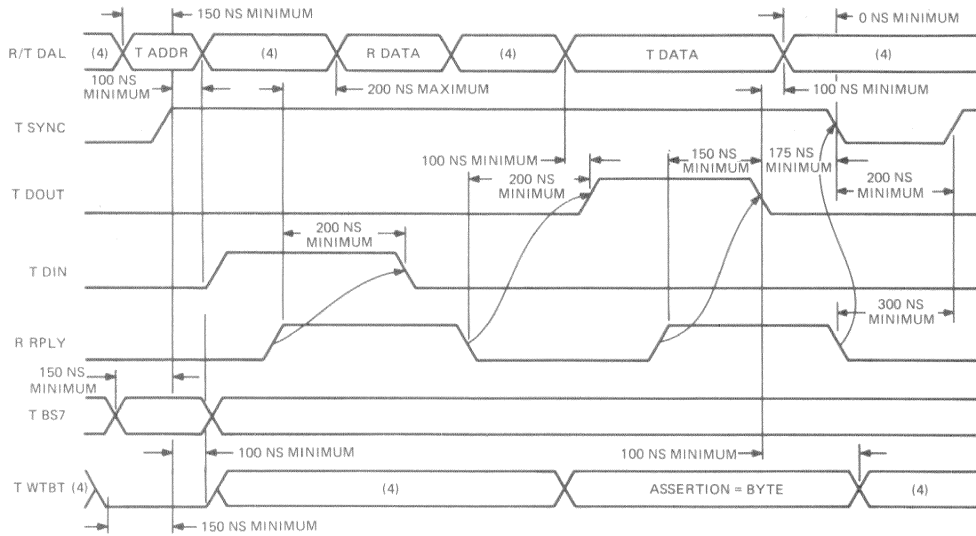 150 NS MINIMUM
0 NS MINIMUM
R/T DAL
(4)
T ADDR
(4)
R DATA
(4)
T DATA
(4)
100 NS
MINIMUM
200 NS MAXIMUM
100 NS MINIMUM
T SYNC
100 NS MINIMUM
150 NS
MINIMUM
175 NS
MINIMUM
200 NS
MINIMUM
200 NS
MINIMUM
T DOUT
200 NS
MINIMUM
T DIN
300 NS
MINIMUM
R RPLY
150 NS
MINIMUM
T BS7
100 NS MINIMUM
100 NS MINIMUM
T WTBT
(4)
(4)
ASSERTION = BYTE
(4)
150 NS MINIMUM